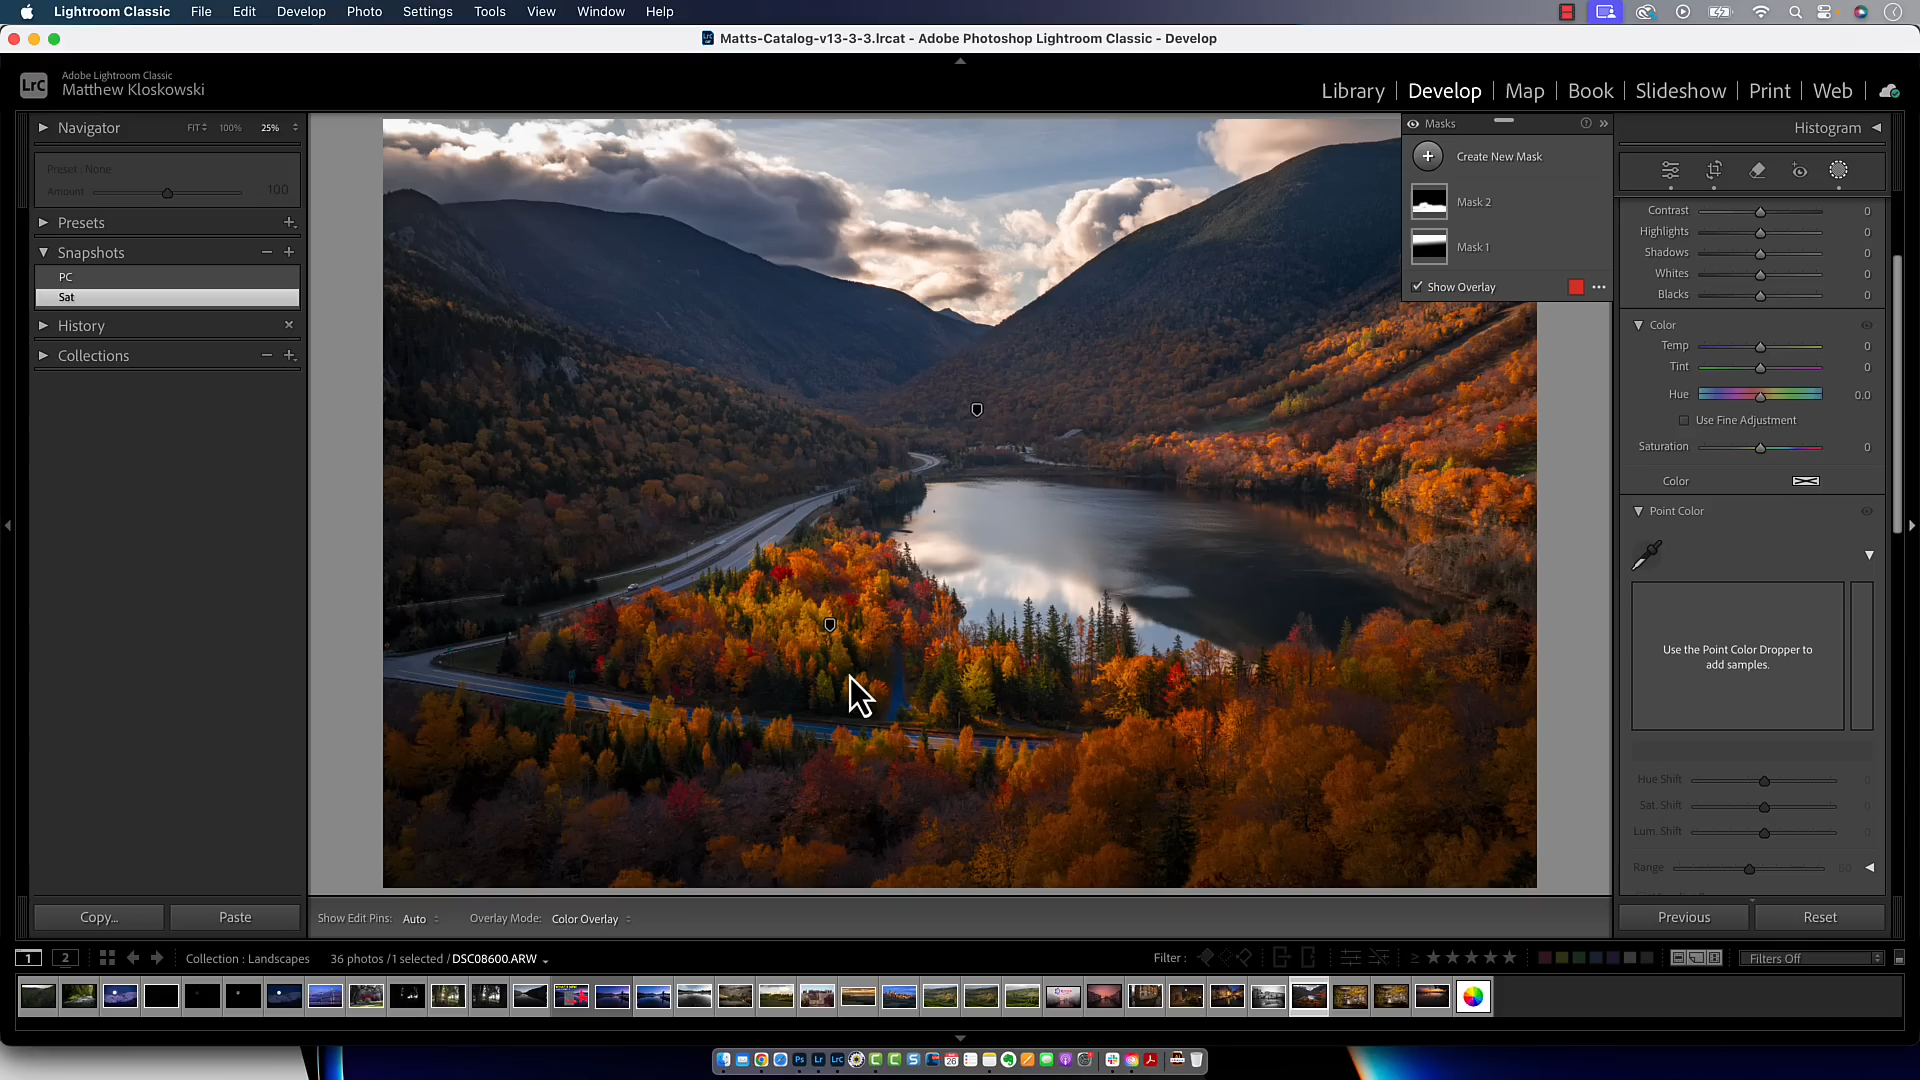 Lightroom Classic File Edit Develop Photo Settings Tools View Window Help
Matts-Catalog-v13-3-3.lrcat - Adobe Photoshop Lightroom Classic - Develop
LrC
Adobe Lightroom Classic
Matthew Kloskowski
Library Develop Map Book Slideshow Print Web
Navigator FIT 100% 25%
Preset : None
Amount 100
Presets
Snapshots
PC
Sat
History
Collections
Copy... Paste
Masks
Create New Mask
Mask 2
Mask 1
Show Overlay
Histogram
Contrast 0
Highlights 0
Shadows 0
Whites 0
Blacks 0
Color
Temp 0
Tint 0
Hue 0.0
Use Fine Adjustment
Saturation 0
Color
Point Color
Use the Point Color Dropper to
add samples.
Hue Shift 0
Sat. Shift 0
Lum. Shift 0
Range 50
Previous Reset
Show Edit Pins: Auto Overlay Mode: Color Overlay
1 2 Collection : Landscapes 36 photos / 1 selected / DSC08600.ARW Filter : ≥ ★★★★★ Filters Off